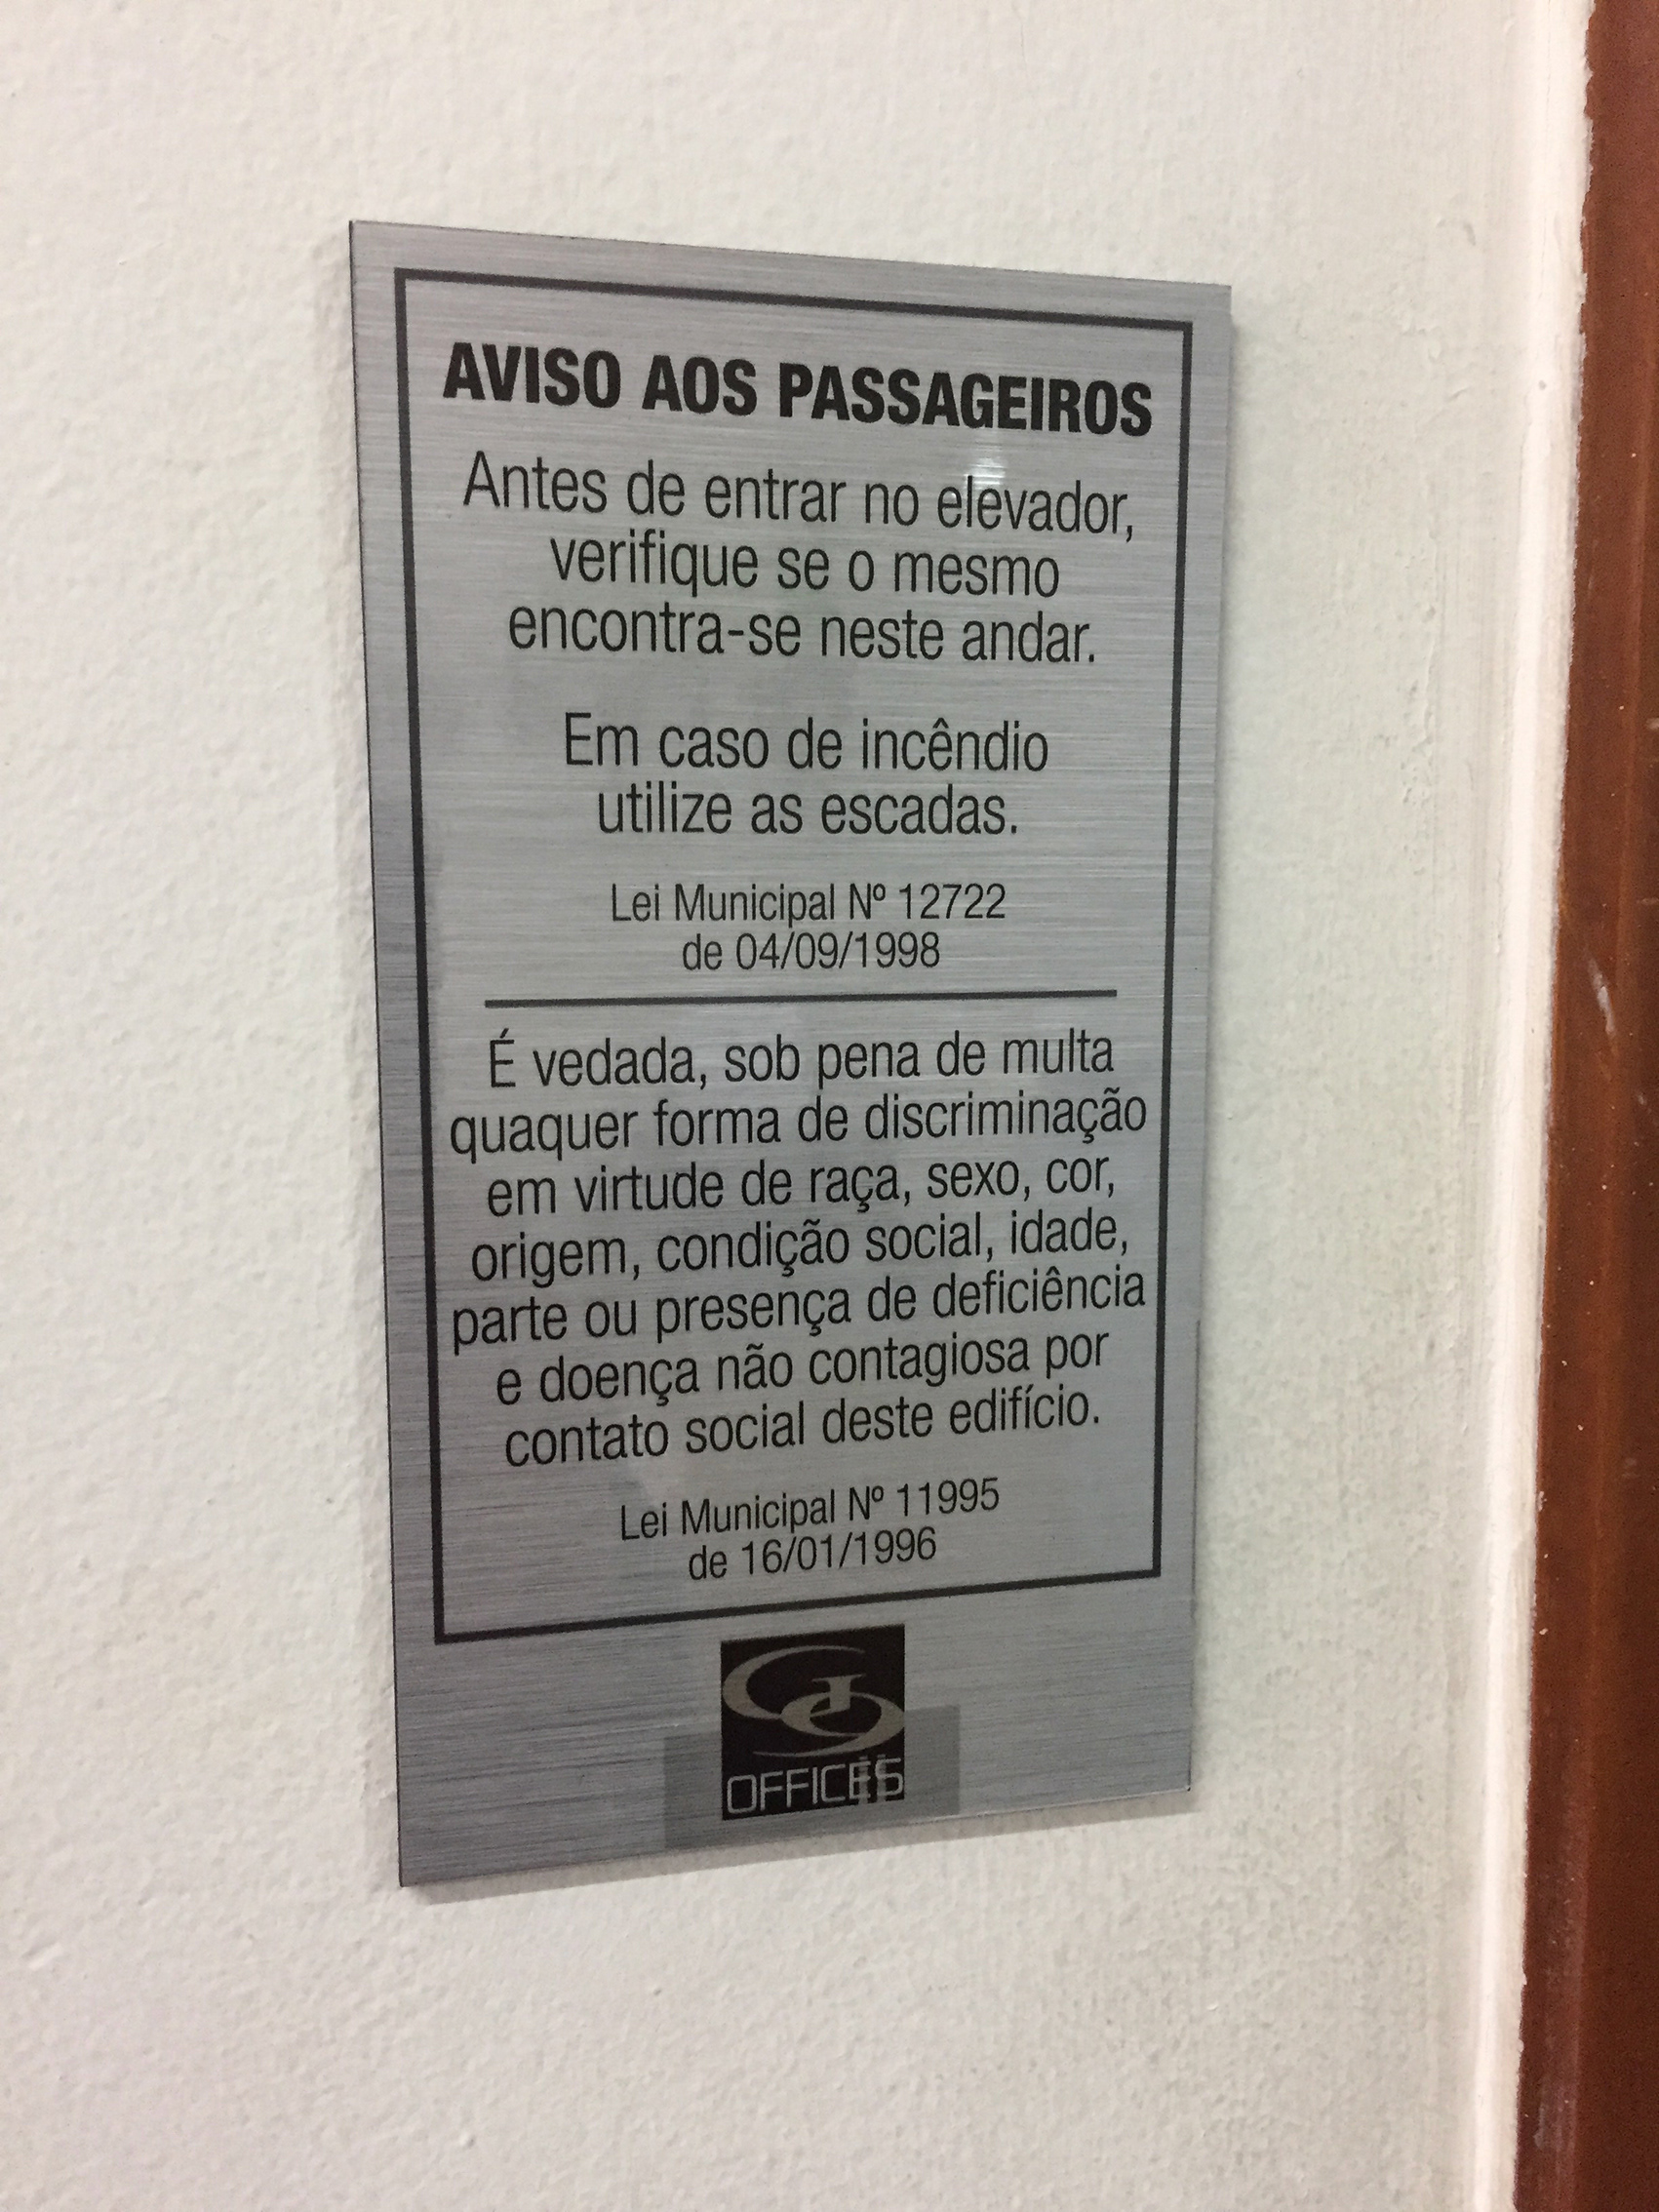 AVISO AOS PASSAGEIROS
Antes de entrar no elevador,
verifique se o mesmo
encontra-se neste andar.
Em caso de incêndio
utilize as escadas.
Lei Municipal Nº 12722
de 04/09/1998
É vedada, sob pena de multa
quaquer forma de discriminação
em virtude de raça, sexo, cor,
origem, condição social, idade,
parte ou presença de deficiência
e doença não contagiosa por
contato social deste edifício.
Lei Municipal Nº 11995
de 16/01/1996
OFFICES